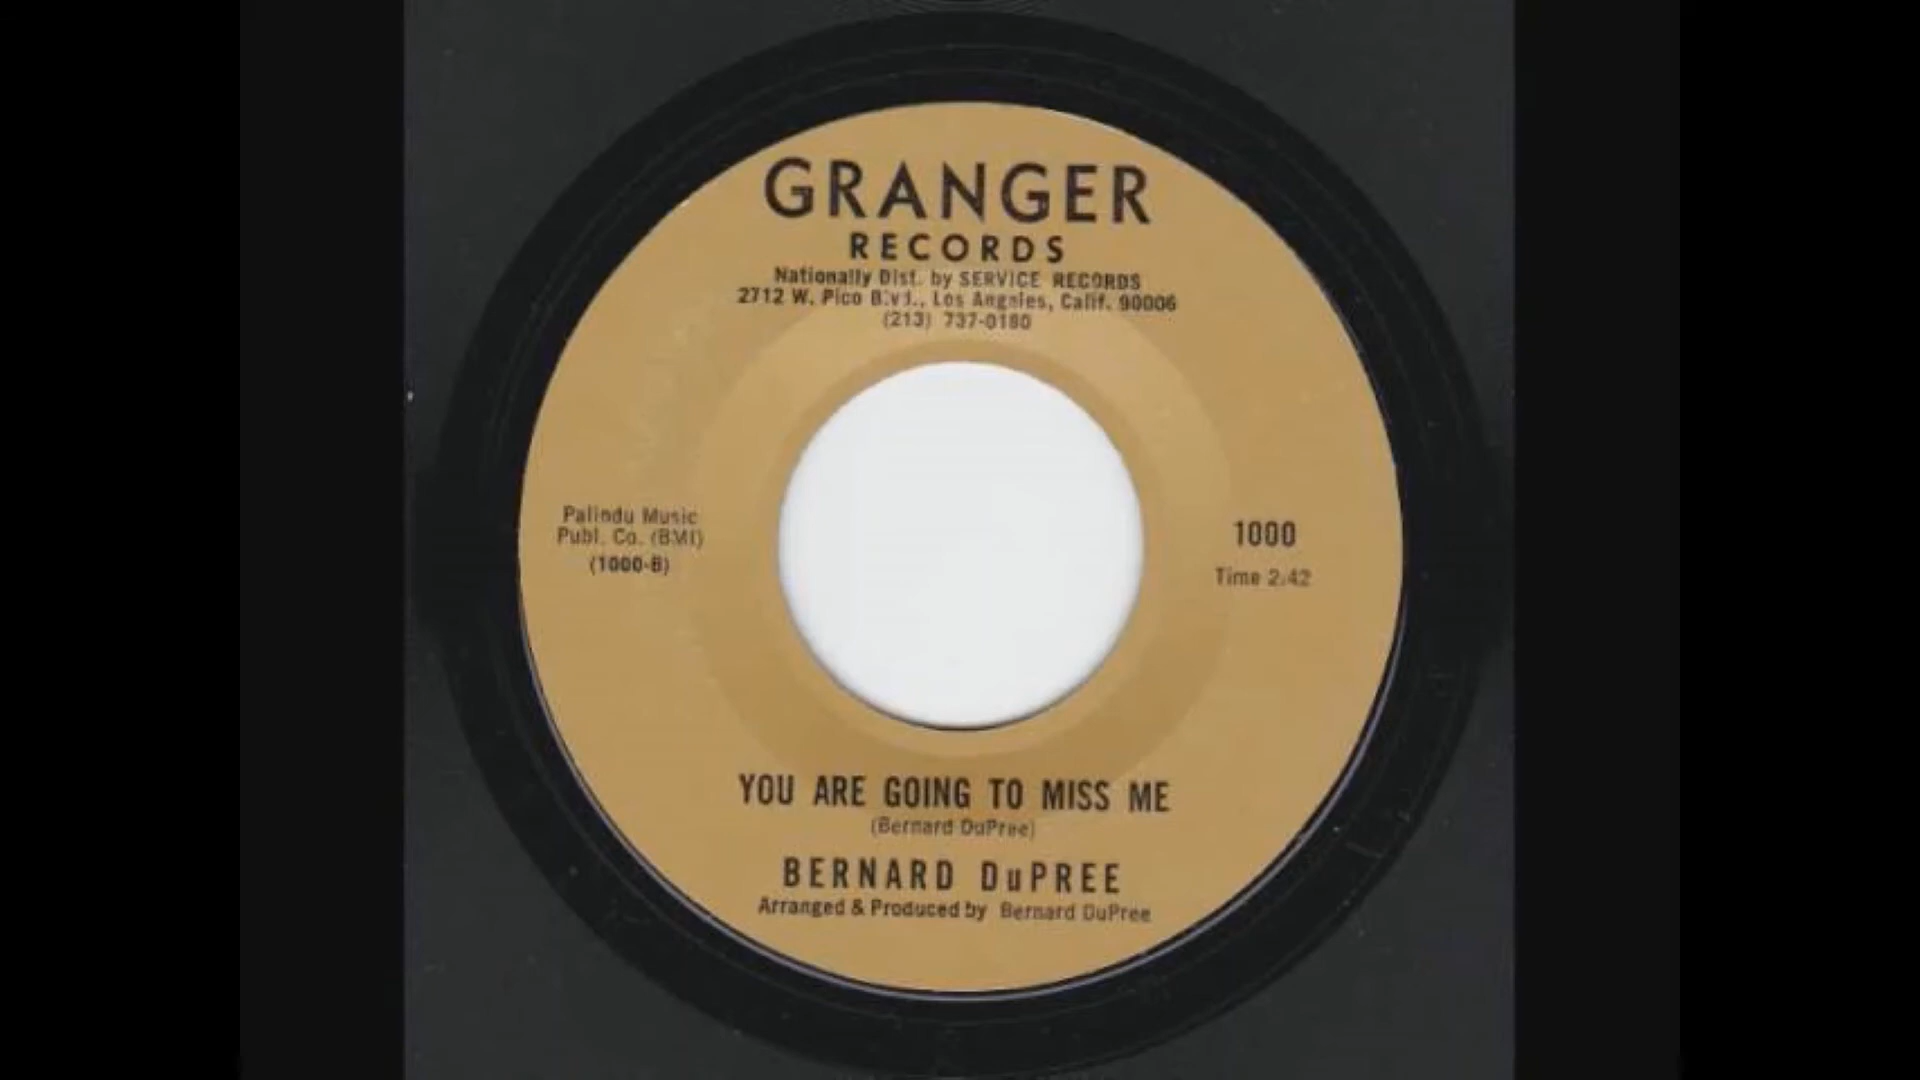 GRANGER
RECORDS
Nationally Dist. by SERVICE RECORDS
2712 W. Pico Blvd., Los Angeles, Calif. 90006
(213) 737-0180
Palindu Music
Publ. Co. (BMI)
(1000-B)
1000
Time 2:42
YOU ARE GOING TO MISS ME
(Bernard DuPree)
BERNARD DuPREE
Arranged & Produced by Bernard DuPree